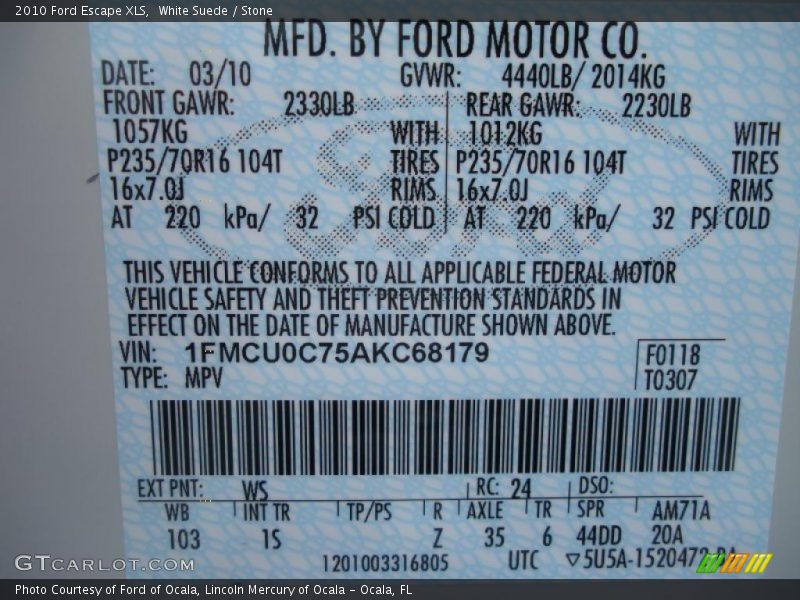 2010 Ford Escape XLS, White Suede / Stone
MFD. BY FORD MOTOR CO.
DATE: 03/10 GVWR: 4440LB/ 2014KG
FRONT GAWR: 2330LB REAR GAWR: 2230LB
1057KG WITH 1012KG WITH
P235/70R16 104T TIRES P235/70R16 104T TIRES
16x7.0J RIMS 16x7.0J RIMS
AT 220 kPa/ 32 PSI COLD AT 220 kPa/ 32 PSI COLD
THIS VEHICLE CONFORMS TO ALL APPLICABLE FEDERAL MOTOR
VEHICLE SAFETY AND THEFT PREVENTION STANDARDS IN
EFFECT ON THE DATE OF MANUFACTURE SHOWN ABOVE.
VIN: 1FMCU0C75AKC68179 F0118
TYPE: MPV T0307
EXT PNT: WS RC: 24 DSO:
WB INT TR TP/PS R AXLE TR SPR AM71A
103 1S Z 35 6 44DD 20A
1201003316805 UTC ▽5U5A-1520472
GTCARLOT.COM
Photo Courtesy of Ford of Ocala, Lincoln Mercury of Ocala - Ocala, FL